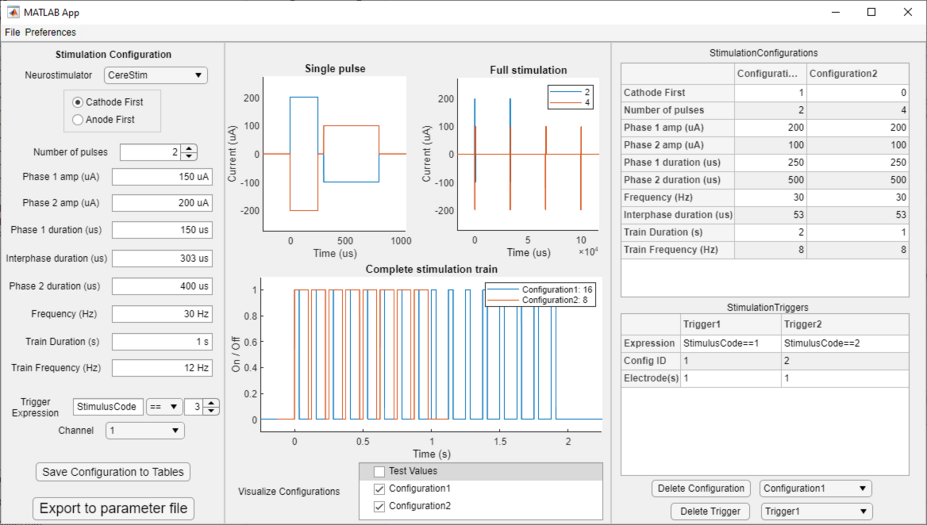 MATLAB App
File Preferences
Stimulation Configuration
Neurostimulator CereStim
Cathode First
Anode First
Number of pulses 2
Phase 1 amp (uA) 150 uA
Phase 2 amp (uA) 200 uA
Phase 1 duration (us) 150 us
Interphase duration (us) 303 us
Phase 2 duration (us) 400 us
Frequency (Hz) 30 Hz
Train Duration (s) 1 s
Train Frequency (Hz) 12 Hz
Trigger Expression StimulusCode == 3
Channel 1
Save Configuration to Tables
Export to parameter file
Single pulse
Current (uA)
200
100
0
-100
-200
0 500 1000
Time (us)
Full stimulation
2
4
Current (uA)
200
100
0
-100
-200
0 5 10
Time (us) ×10⁴
Complete stimulation train
Configuration1: 16
Configuration2: 8
On / Off
1
0.8
0.6
0.4
0.2
0
0 0.5 1 1.5 2
Time (s)
Visualize Configurations
Test Values
Configuration1
Configuration2
StimulationConfigurations
Configurati... Configuration2
Cathode First 1 0
Number of pulses 2 4
Phase 1 amp (uA) 200 200
Phase 2 amp (uA) 100 100
Phase 1 duration (us) 250 250
Phase 2 duration (us) 500 500
Frequency (Hz) 30 30
Interphase duration (us) 53 53
Train Duration (s) 2 1
Train Frequency (Hz) 8 8
StimulationTriggers
Trigger1 Trigger2
Expression StimulusCode==1 StimulusCode==2
Config ID 1 2
Electrode(s) 1 1
Delete Configuration Configuration1
Delete Trigger Trigger1